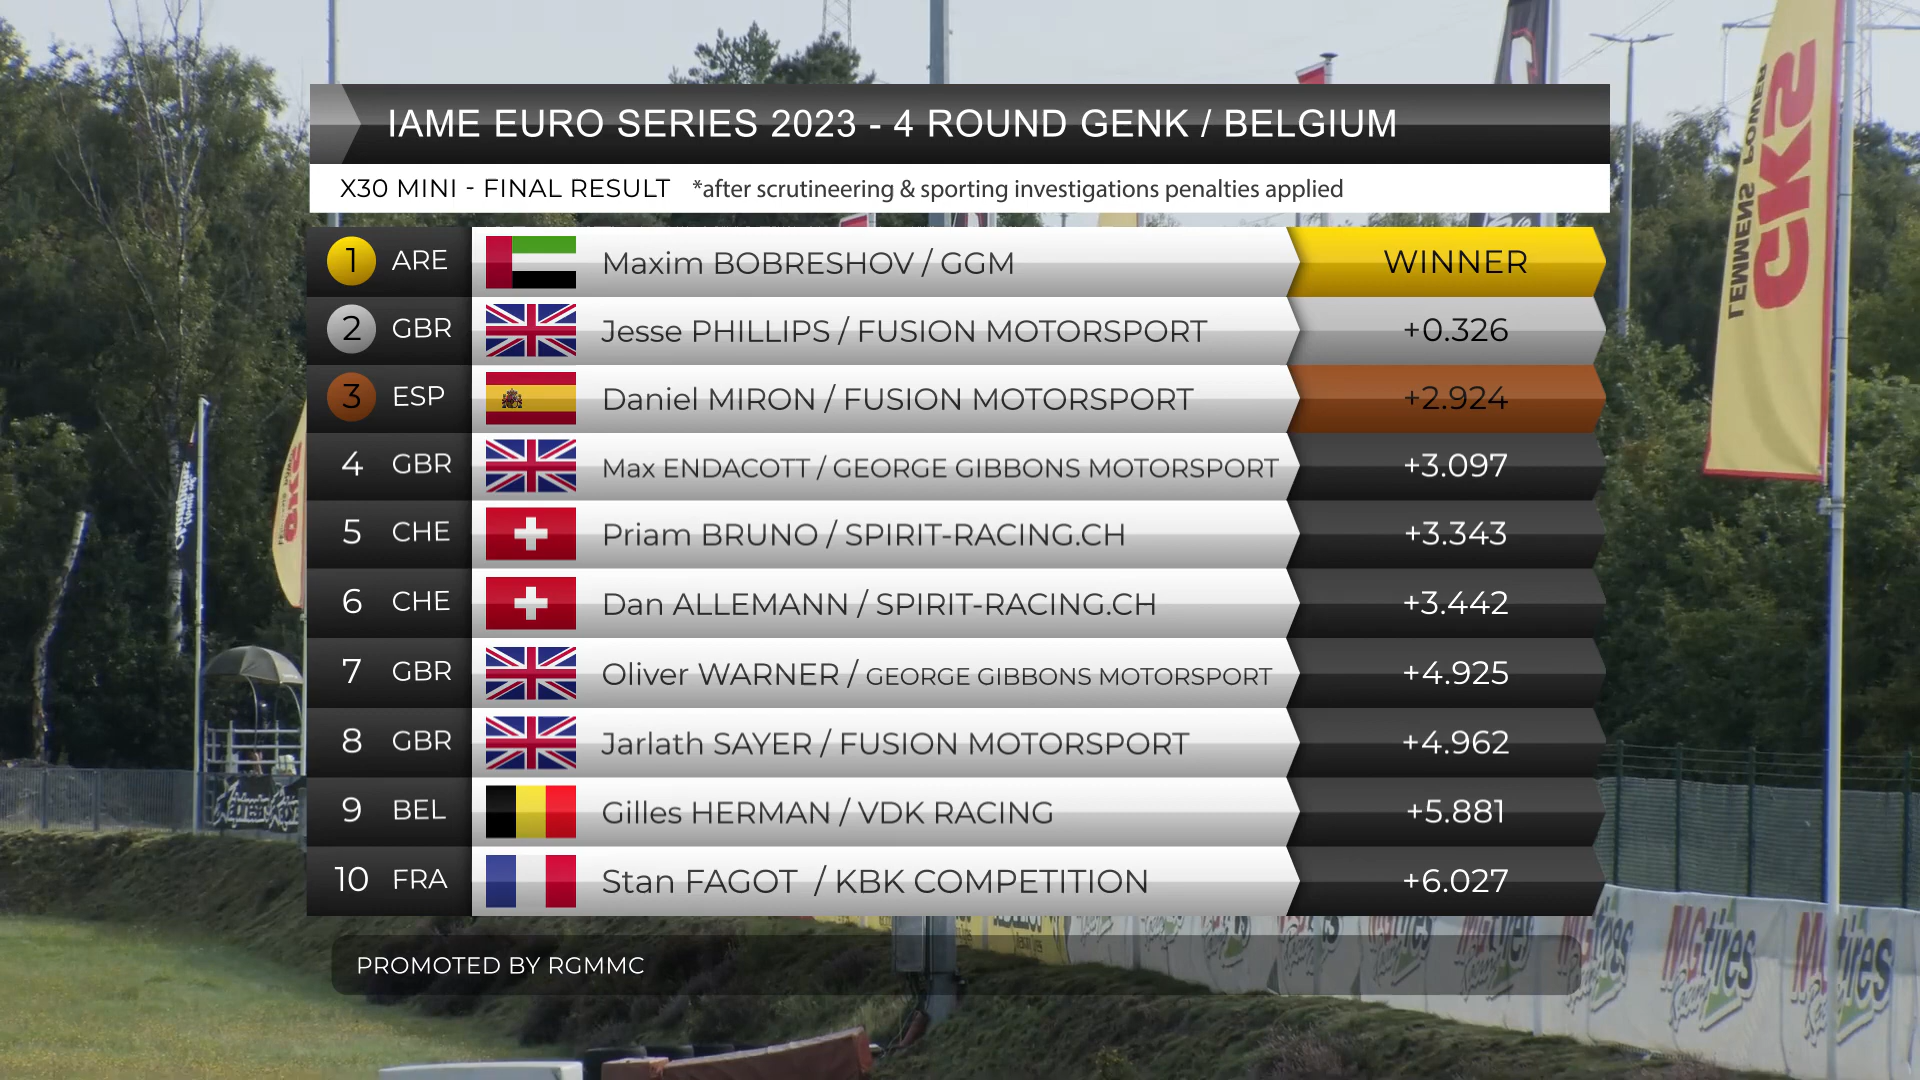 IAME EURO SERIES 2023 - 4 ROUND GENK / BELGIUM
X30 MINI - FINAL RESULT *after scrutineering & sporting investigations penalties applied
1 ARE Maxim BOBRESHOV / GGM WINNER
2 GBR Jesse PHILLIPS / FUSION MOTORSPORT +0.326
3 ESP Daniel MIRON / FUSION MOTORSPORT +2.924
4 GBR Max ENDACOTT / GEORGE GIBBONS MOTORSPORT +3.097
5 CHE Priam BRUNO / SPIRIT-RACING.CH +3.343
6 CHE Dan ALLEMANN / SPIRIT-RACING.CH +3.442
7 GBR Oliver WARNER / GEORGE GIBBONS MOTORSPORT +4.925
8 GBR Jarlath SAYER / FUSION MOTORSPORT +4.962
9 BEL Gilles HERMAN / VDK RACING +5.881
10 FRA Stan FAGOT / KBK COMPETITION +6.027
PROMOTED BY RGMMC
CKS
LEMMENS POWER
MGtires
Racing
MGtires